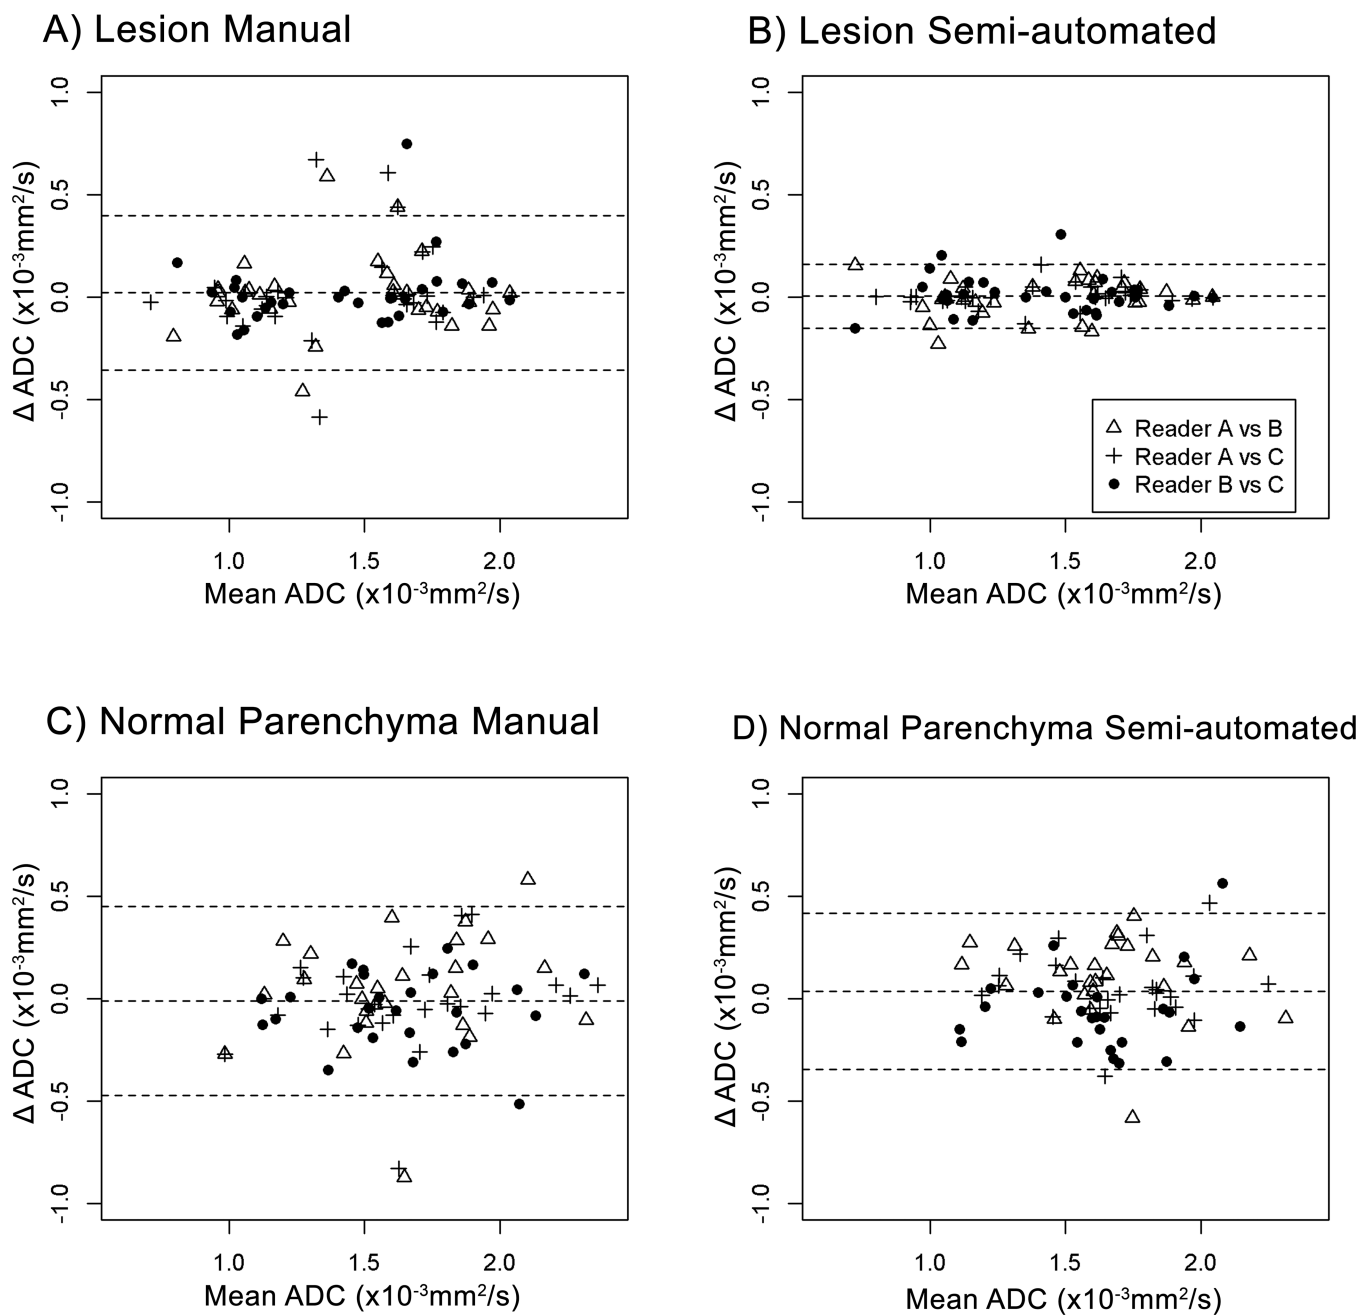 A) Lesion Manual
1.0
0.5
0.0
-0.5
-1.0
Δ ADC (x10⁻³mm²/s)
1.0 1.5 2.0
Mean ADC (x10⁻³mm²/s)
B) Lesion Semi-automated
1.0
0.5
0.0
-0.5
-1.0
Δ ADC (x10⁻³mm²/s)
Reader A vs B
Reader A vs C
Reader B vs C
1.0 1.5 2.0
Mean ADC (x10⁻³mm²/s)
C) Normal Parenchyma Manual
1.0
0.5
0.0
-0.5
-1.0
Δ ADC (x10⁻³mm²/s)
1.0 1.5 2.0
Mean ADC (x10⁻³mm²/s)
D) Normal Parenchyma Semi-automated
1.0
0.5
0.0
-0.5
-1.0
Δ ADC (x10⁻³mm²/s)
1.0 1.5 2.0
Mean ADC (x10⁻³mm²/s)